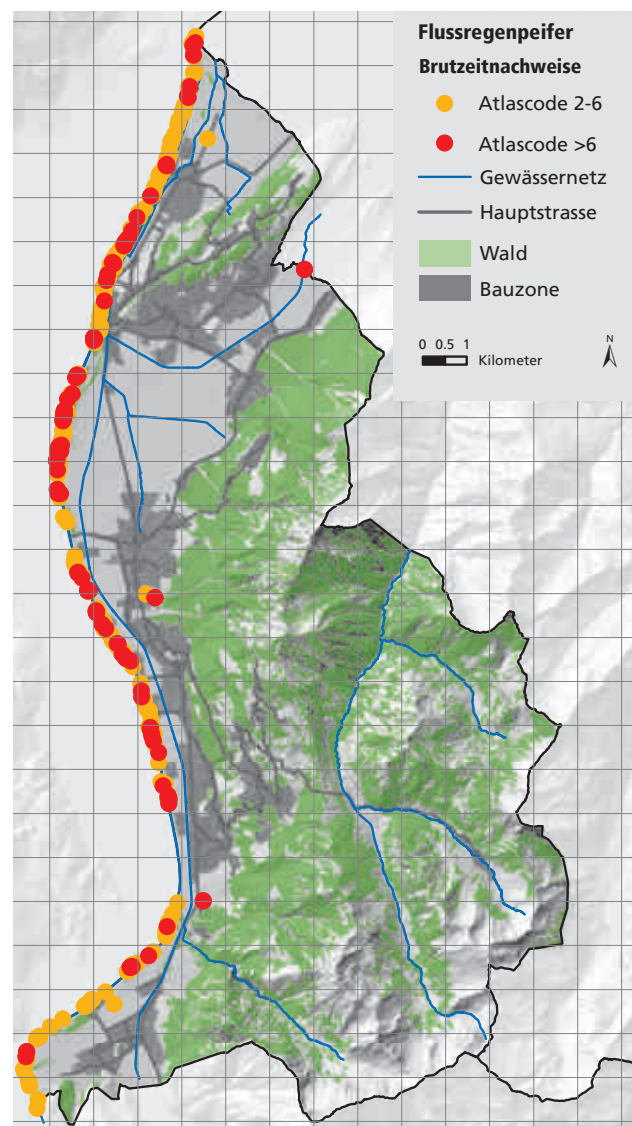 Flussregenpeifer
Brutzeitnachweise
Atlascode 2-6
Atlascode >6
Gewässernetz
Hauptstrasse
Wald
Bauzone
0 0.5 1 Kilometer
N